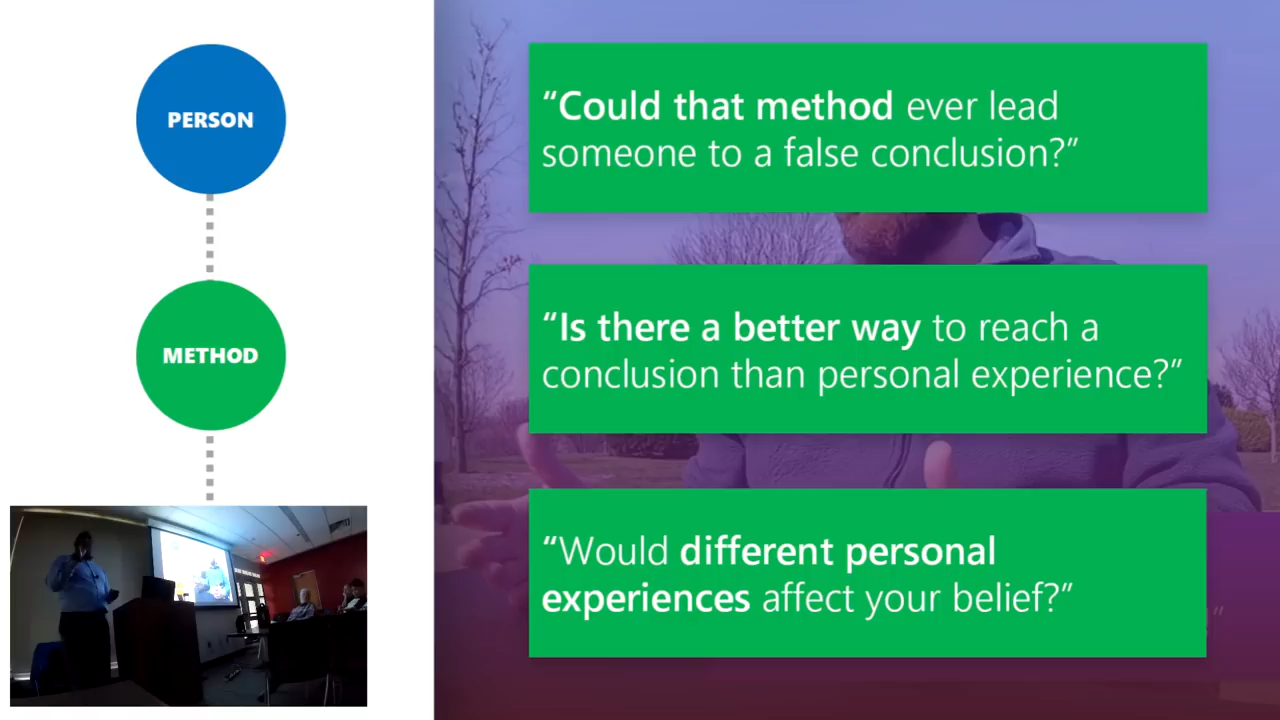 PERSON
METHOD
“Could that method ever lead
someone to a false conclusion?”
“Is there a better way to reach a
conclusion than personal experience?”
“Would different personal
experiences affect your belief?”